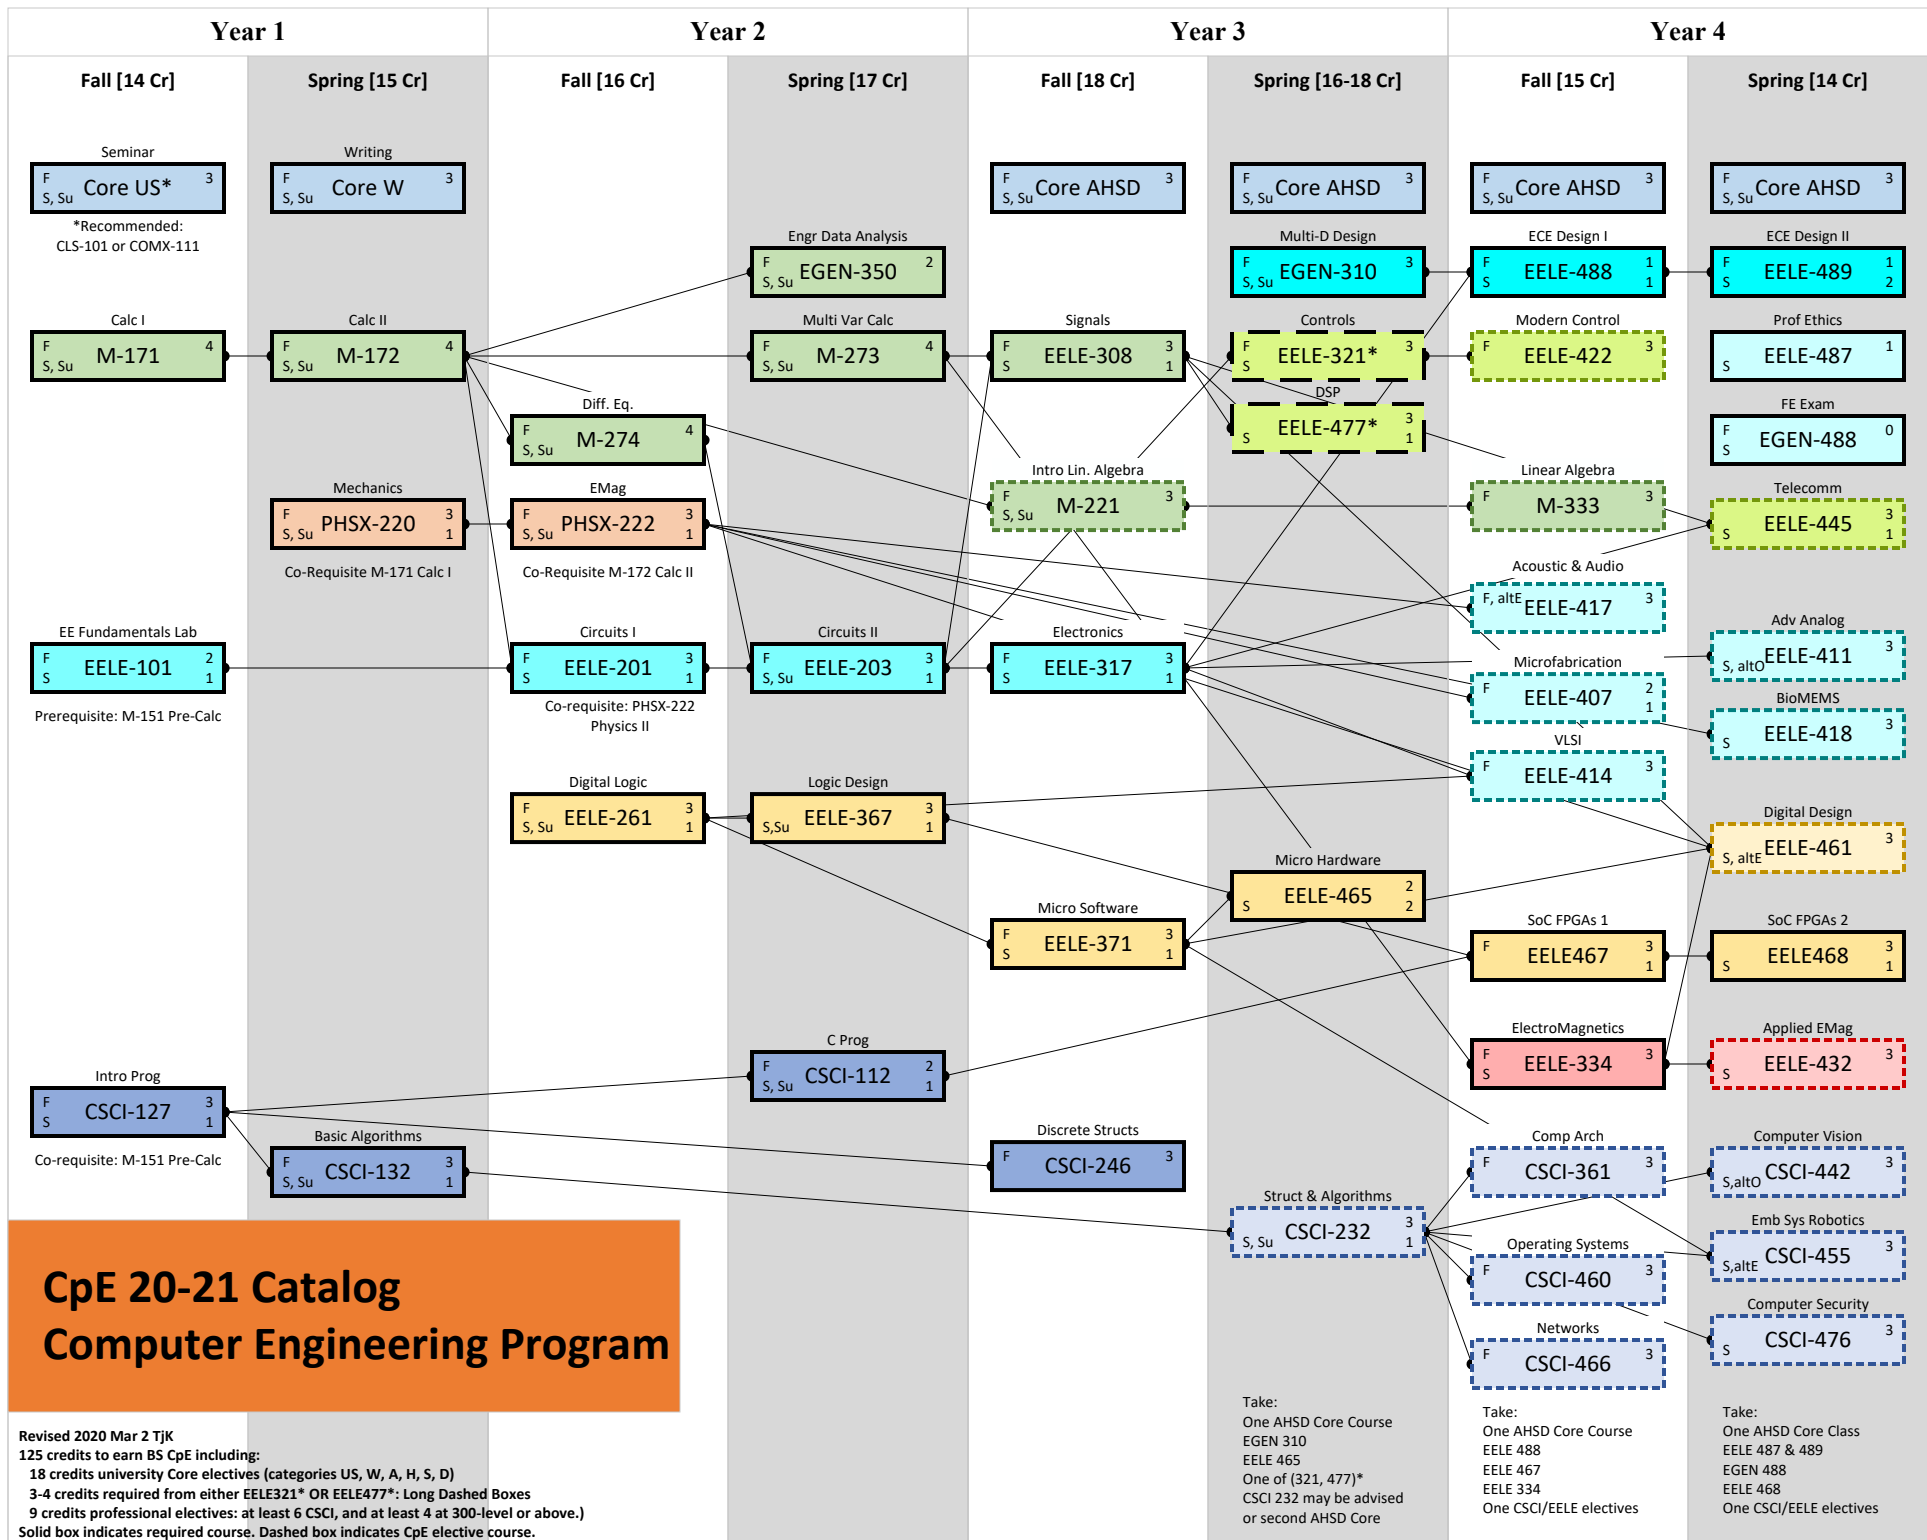 Year 1
Year 2
Year 3
Year 4
Fall [14 Cr]
Spring [15 Cr]
Fall [16 Cr]
Spring [17 Cr]
Fall [18 Cr]
Spring [16-18 Cr]
Fall [15 Cr]
Spring [14 Cr]
Seminar
F
S, Su
Core US*
3
*Recommended:
CLS-101 or COMX-111
Calc I
F
S, Su
M-171
4
EE Fundamentals Lab
F
S
EELE-101
2
1
Prerequisite: M-151 Pre-Calc
Intro Prog
F
S
CSCI-127
3
1
Co-requisite: M-151 Pre-Calc
Writing
F
S, Su
Core W
3
Calc II
F
S, Su
M-172
4
Mechanics
F
S, Su
PHSX-220
3
1
Co-Requisite M-171 Calc I
Basic Algorithms
F
S, Su
CSCI-132
3
1
Diff. Eq.
F
S, Su
M-274
4
EMag
F
S, Su
PHSX-222
3
1
Co-Requisite M-172 Calc II
Circuits I
F
S
EELE-201
3
1
Co-requisite: PHSX-222
Physics II
Digital Logic
F
S, Su
EELE-261
3
1
Engr Data Analysis
F
S, Su
EGEN-350
2
Multi Var Calc
F
S, Su
M-273
4
Circuits II
F
S, Su
EELE-203
3
1
Logic Design
S,Su
EELE-367
3
1
C Prog
F
S, Su
CSCI-112
2
1
F
S, Su
Core AHSD
3
Signals
F
S
EELE-308
3
1
Intro Lin. Algebra
F
S, Su
M-221
3
Electronics
F
S
EELE-317
3
1
Micro Software
F
S
EELE-371
3
1
Discrete Structs
F
CSCI-246
3
F
S, Su
Core AHSD
3
Multi-D Design
F
S, Su
EGEN-310
3
Controls
F
S
EELE-321*
3
DSP
S
EELE-477*
3
1
Micro Hardware
S
EELE-465
2
2
Struct & Algorithms
S, Su
CSCI-232
3
1
Take:
One AHSD Core Course
EGEN 310
EELE 465
One of (321, 477)*
CSCI 232 may be advised
or second AHSD Core
F
S, Su
Core AHSD
3
ECE Design I
F
S
EELE-488
1
1
Modern Control
F
EELE-422
3
Linear Algebra
F
M-333
3
Acoustic & Audio
F, altE
EELE-417
3
Microfabrication
F
EELE-407
2
1
VLSI
F
EELE-414
3
SoC FPGAs 1
F
EELE467
3
1
ElectroMagnetics
F
S
EELE-334
3
Comp Arch
F
CSCI-361
3
Operating Systems
F
CSCI-460
3
Networks
F
CSCI-466
3
Take:
One AHSD Core Course
EELE 488
EELE 467
EELE 334
One CSCI/EELE electives
F
S, Su
Core AHSD
3
ECE Design II
F
S
EELE-489
1
2
Prof Ethics
S
EELE-487
1
FE Exam
F
S
EGEN-488
0
Telecomm
S
EELE-445
3
1
Adv Analog
S, altO
EELE-411
3
BioMEMS
S
EELE-418
3
Digital Design
S, altE
EELE-461
3
SoC FPGAs 2
S
EELE468
3
1
Applied EMag
S
EELE-432
3
Computer Vision
S,altO
CSCI-442
3
Emb Sys Robotics
S,altE
CSCI-455
3
Computer Security
S
CSCI-476
3
Take:
One AHSD Core Class
EELE 487 & 489
EGEN 488
EELE 468
One CSCI/EELE electives
CpE 20-21 Catalog
Computer Engineering Program
Revised 2020 Mar 2 TjK
125 credits to earn BS CpE including:
18 credits university Core electives (categories US, W, A, H, S, D)
3-4 credits required from either EELE321* OR EELE477*: Long Dashed Boxes
9 credits professional electives: at least 6 CSCI, and at least 4 at 300-level or above.)
Solid box indicates required course. Dashed box indicates CpE elective course.